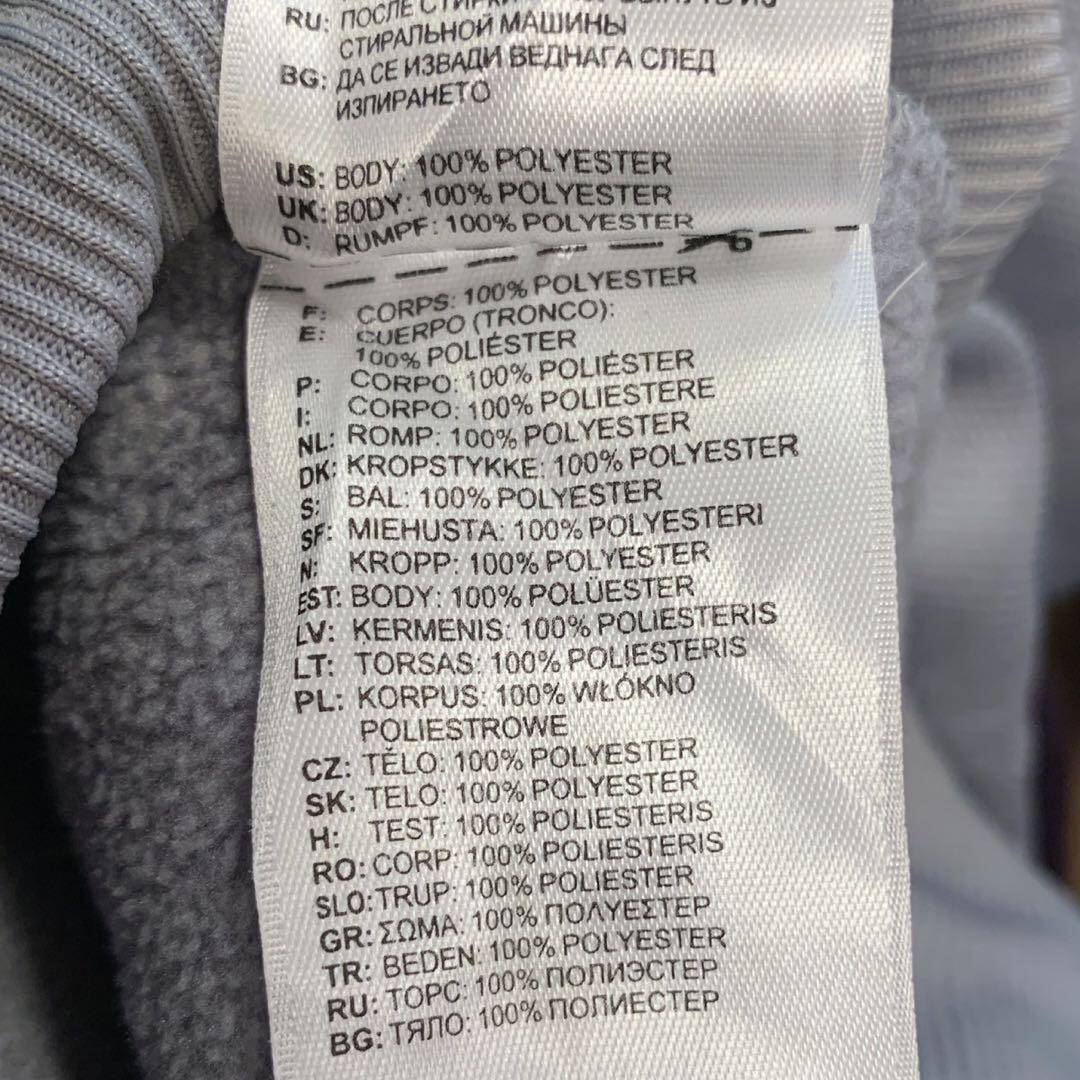 RU: ПОСЛЕ
СТИРАЛЬНОЙ МАШИНЫ
BG: ДА СЕ ИЗВАДИ ВЕДНАГА СЛЕД
ИЗПИРАНЕТО
US: BODY: 100% POLYESTER
UK: BODY: 100% POLYESTER
D: RUMPF: 100% POLYESTER
F: CORPS: 100% POLYESTER
E: CUERPO (TRONCO):
100% POLIÉSTER
P: CORPO: 100% POLIÉSTER
I: CORPO: 100% POLIESTERE
NL: ROMP: 100% POLYESTER
DK: KROPSTYKKE: 100% POLYESTER
S: BAL: 100% POLYESTER
SF: MIEHUSTA: 100% POLYESTERI
N: KROPP: 100% POLYESTER
EST: BODY: 100% POLÜESTER
LV: KERMENIS: 100% POLIESTERIS
LT: TORSAS: 100% POLIESTERIS
PL: KORPUS: 100% WŁÓKNO
POLIESTROWE
CZ: TĚLO: 100% POLYESTER
SK: TELO: 100% POLYESTER
H: TEST: 100% POLIESTERIS
RO: CORP: 100% POLIESTERIS
SLO: TRUP: 100% POLIESTER
GR: ΣΩΜΑ: 100% ΠΟΛΥΕΣΤΕΡ
TR: BEDEN: 100% POLYESTER
RU: ТОРС: 100% ПОЛИЭСТЕР
BG: ТЯЛО: 100% ПОЛИЕСТЕР